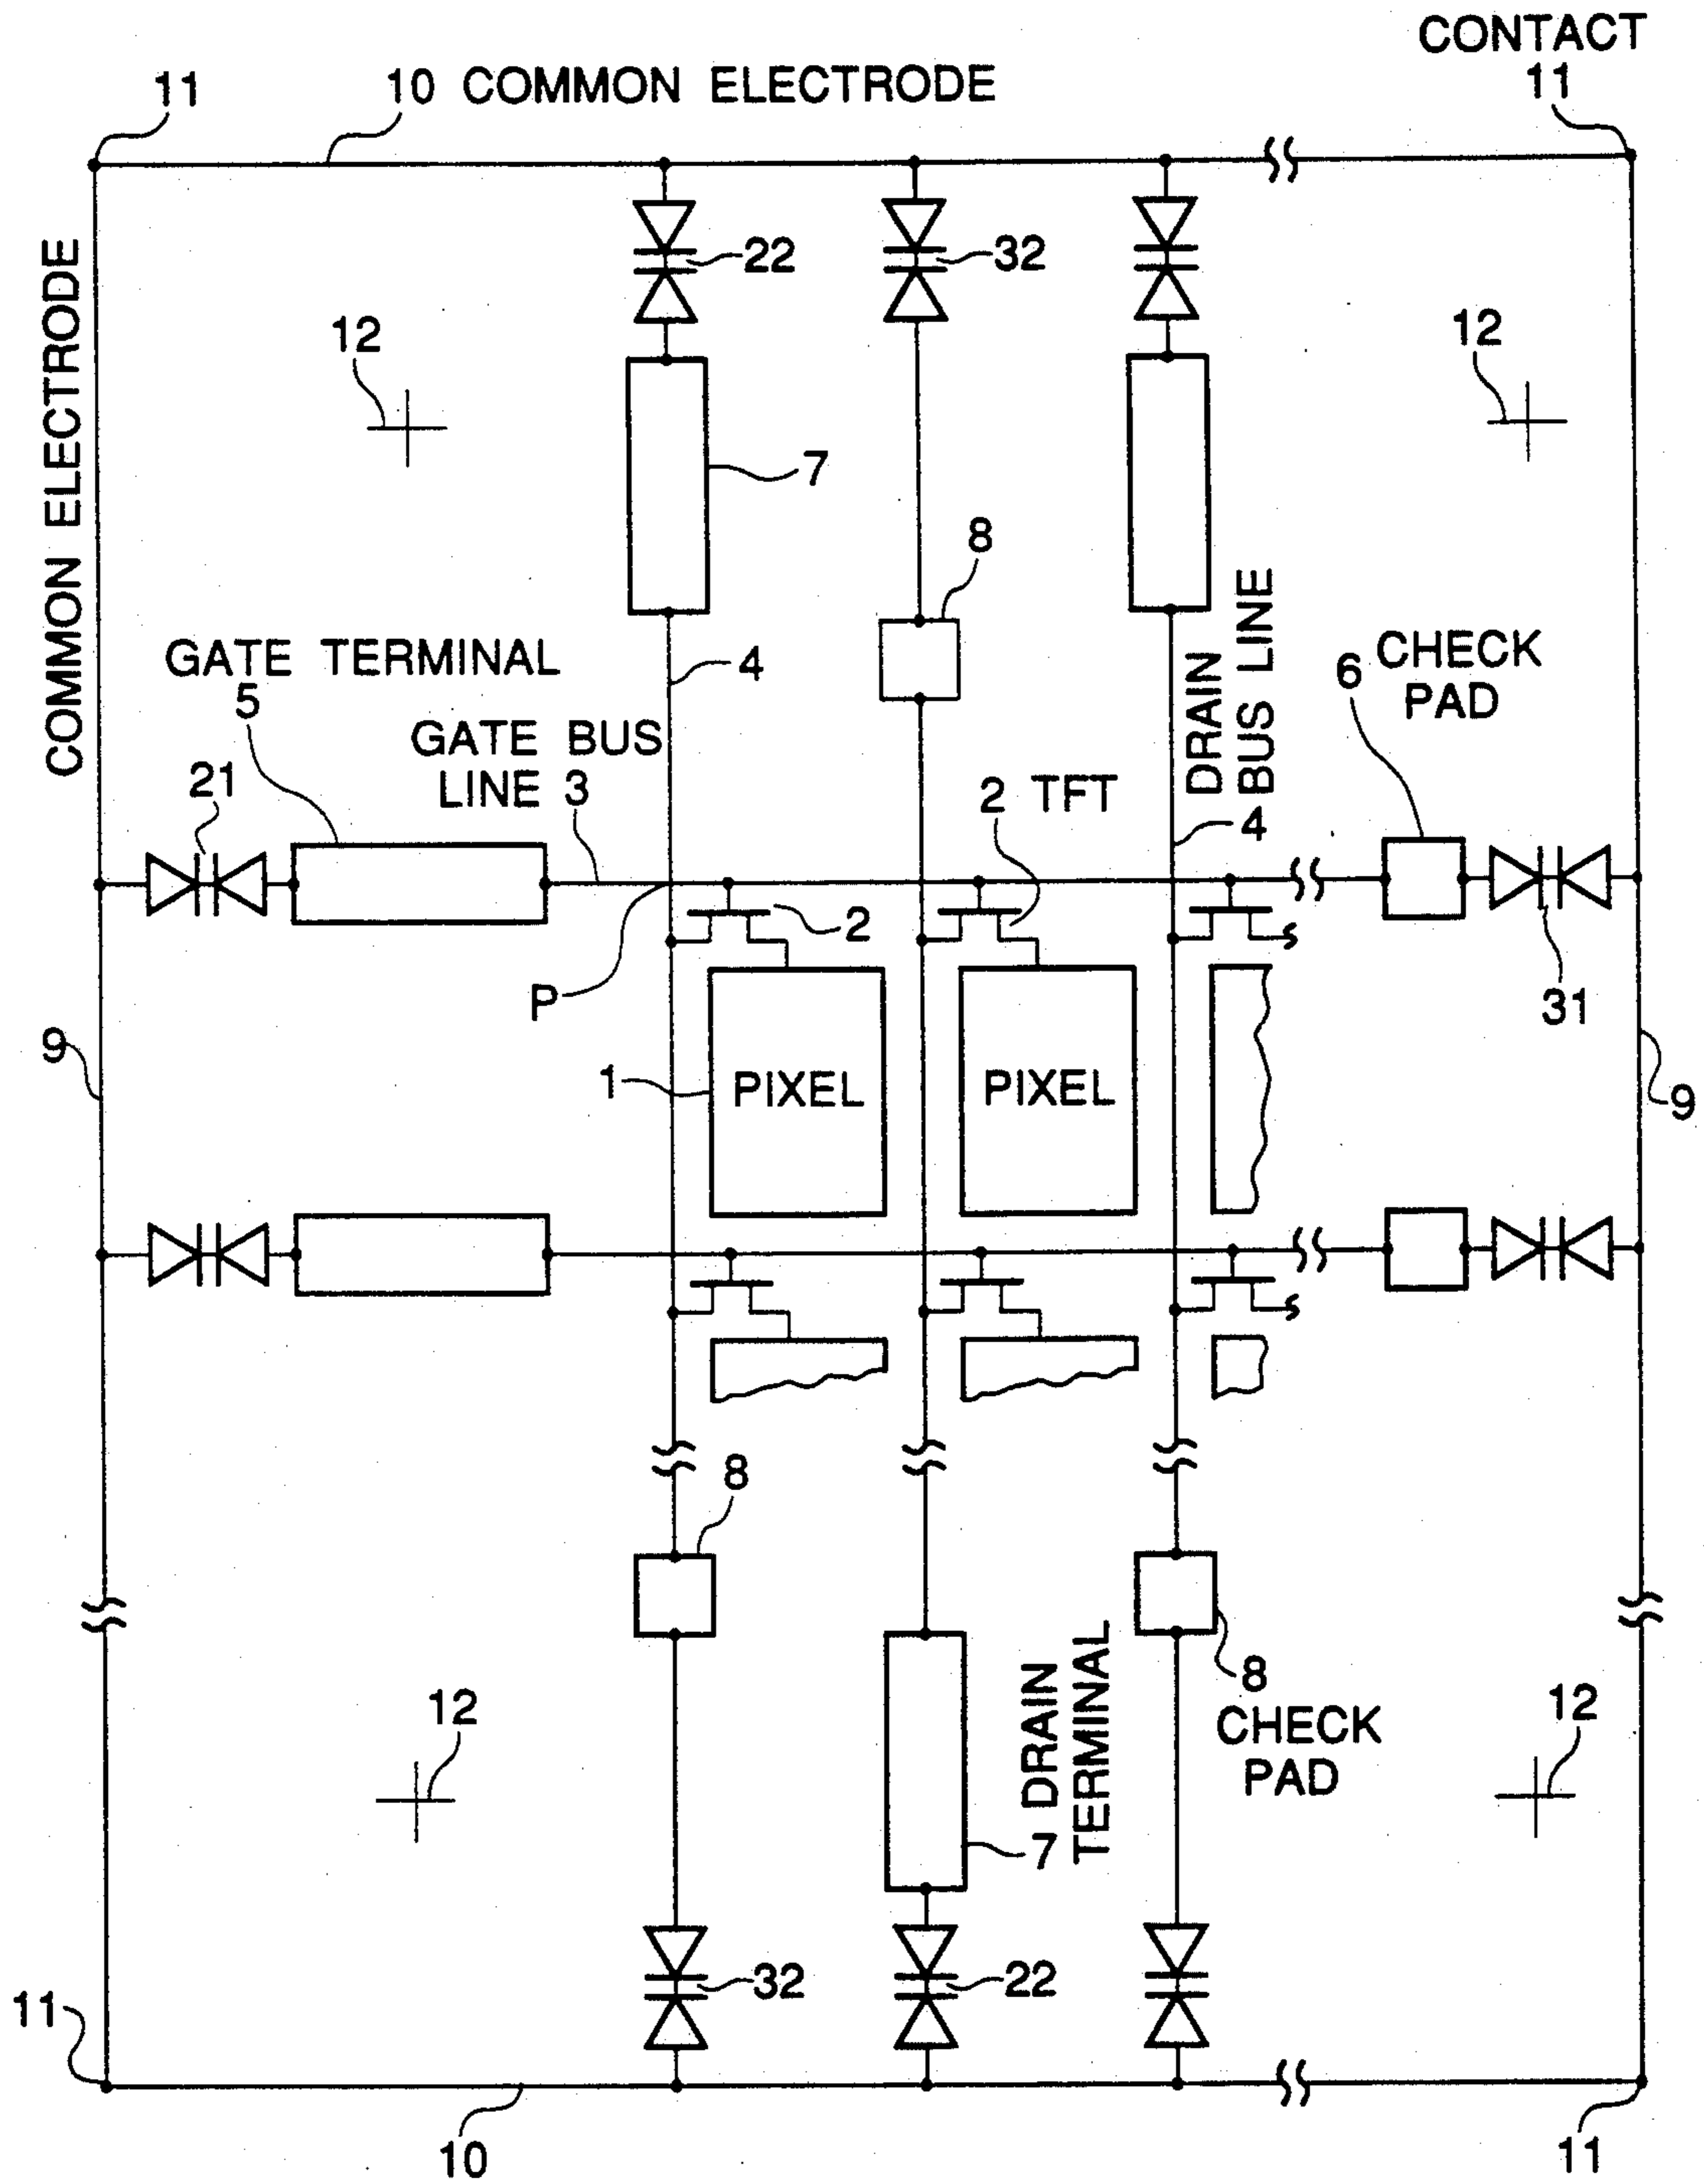 CONTACT
11
10 COMMON ELECTRODE
11
COMMON ELECTRODE
22
32
12
12
7
8
GATE TERMINAL
5
4
DRAIN
BUS LINE
6 CHECK
PAD
GATE BUS
LINE 3
21
2 TFT
4
2
P
31
9
1
PIXEL
PIXEL
9
8
8
CHECK
PAD
DRAIN
TERMINAL
7
12
12
32
22
11
10
11